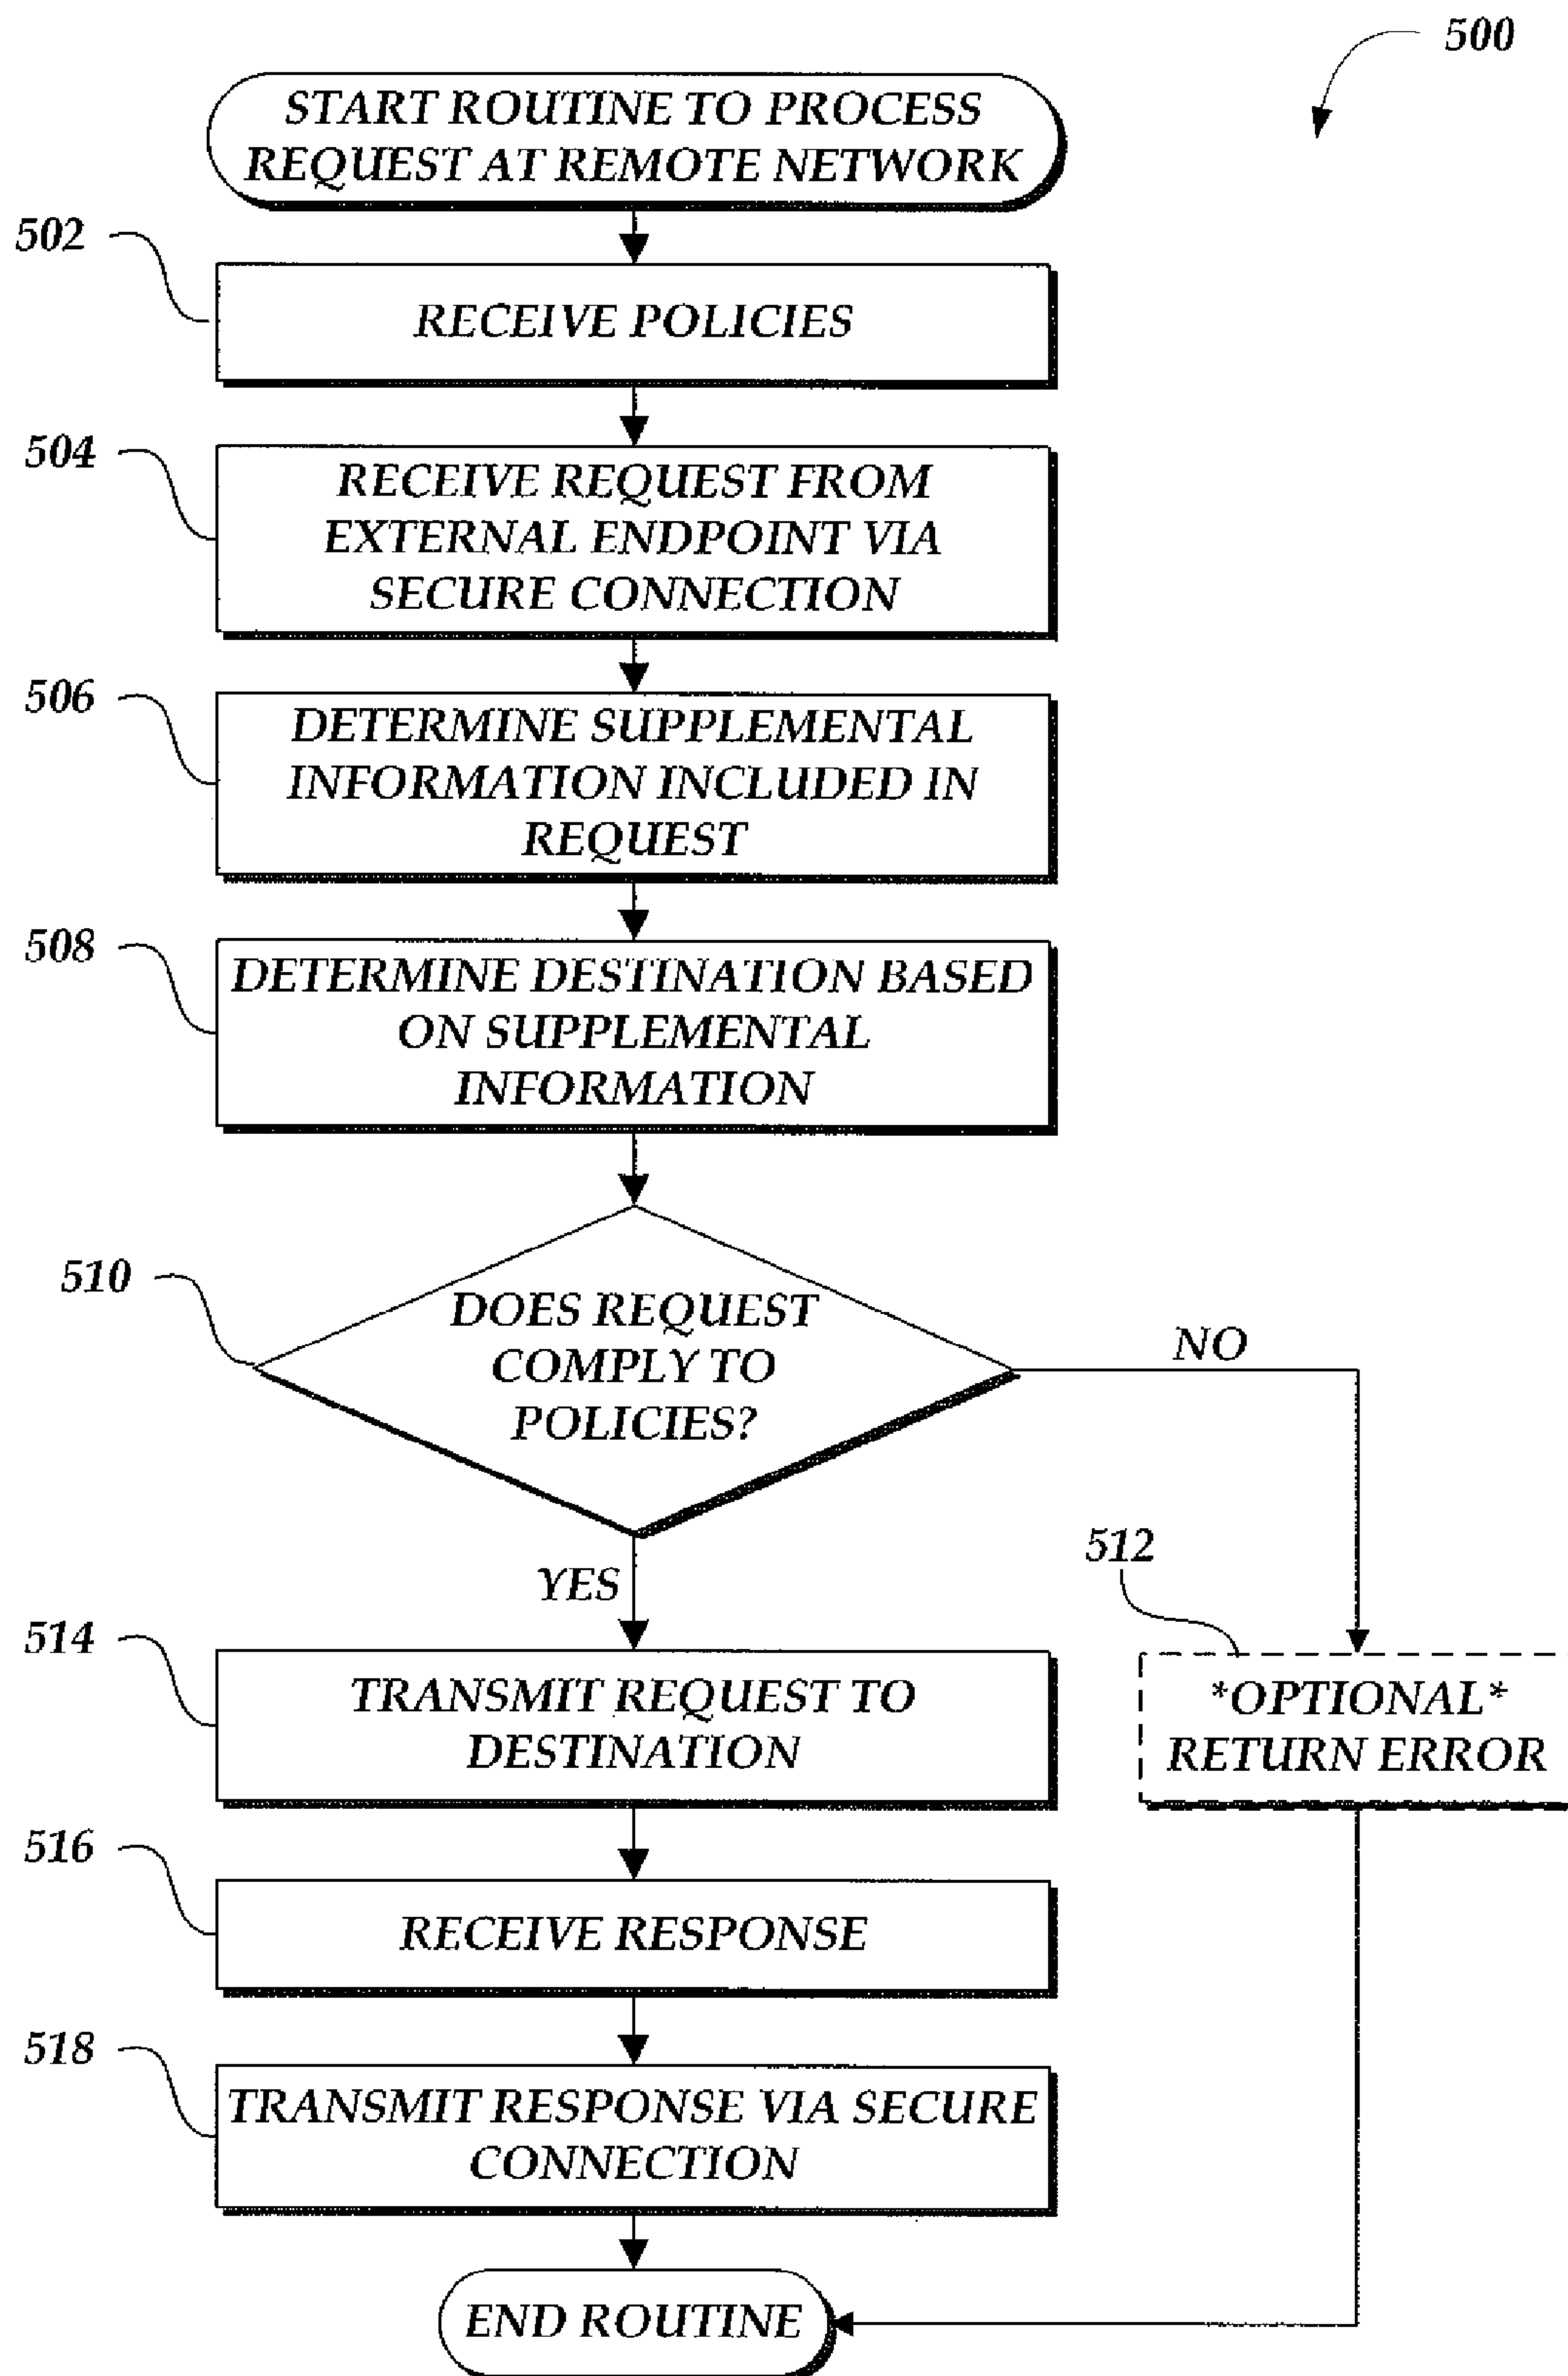 500
START ROUTINE TO PROCESS
REQUEST AT REMOTE NETWORK
502
RECEIVE POLICIES
504
RECEIVE REQUEST FROM
EXTERNAL ENDPOINT VIA
SECURE CONNECTION
506
DETERMINE SUPPLEMENTAL
INFORMATION INCLUDED IN
REQUEST
508
DETERMINE DESTINATION BASED
ON SUPPLEMENTAL
INFORMATION
510
DOES REQUEST
COMPLY TO
POLICIES?
NO
YES
512
*OPTIONAL*
RETURN ERROR
514
TRANSMIT REQUEST TO
DESTINATION
516
RECEIVE RESPONSE
518
TRANSMIT RESPONSE VIA SECURE
CONNECTION
END ROUTINE